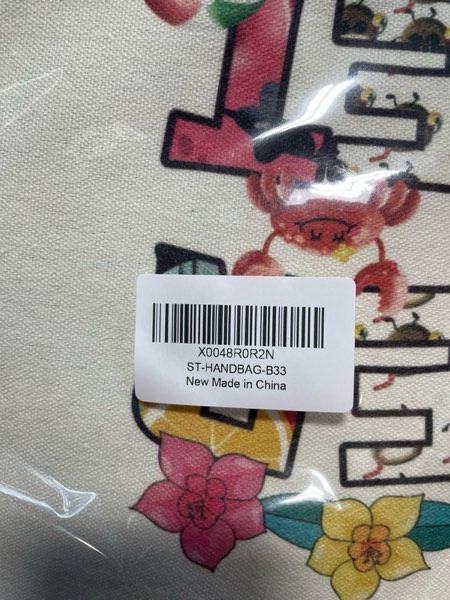 X0048R0R2N
ST-HANDBAG-B33
New Made in China